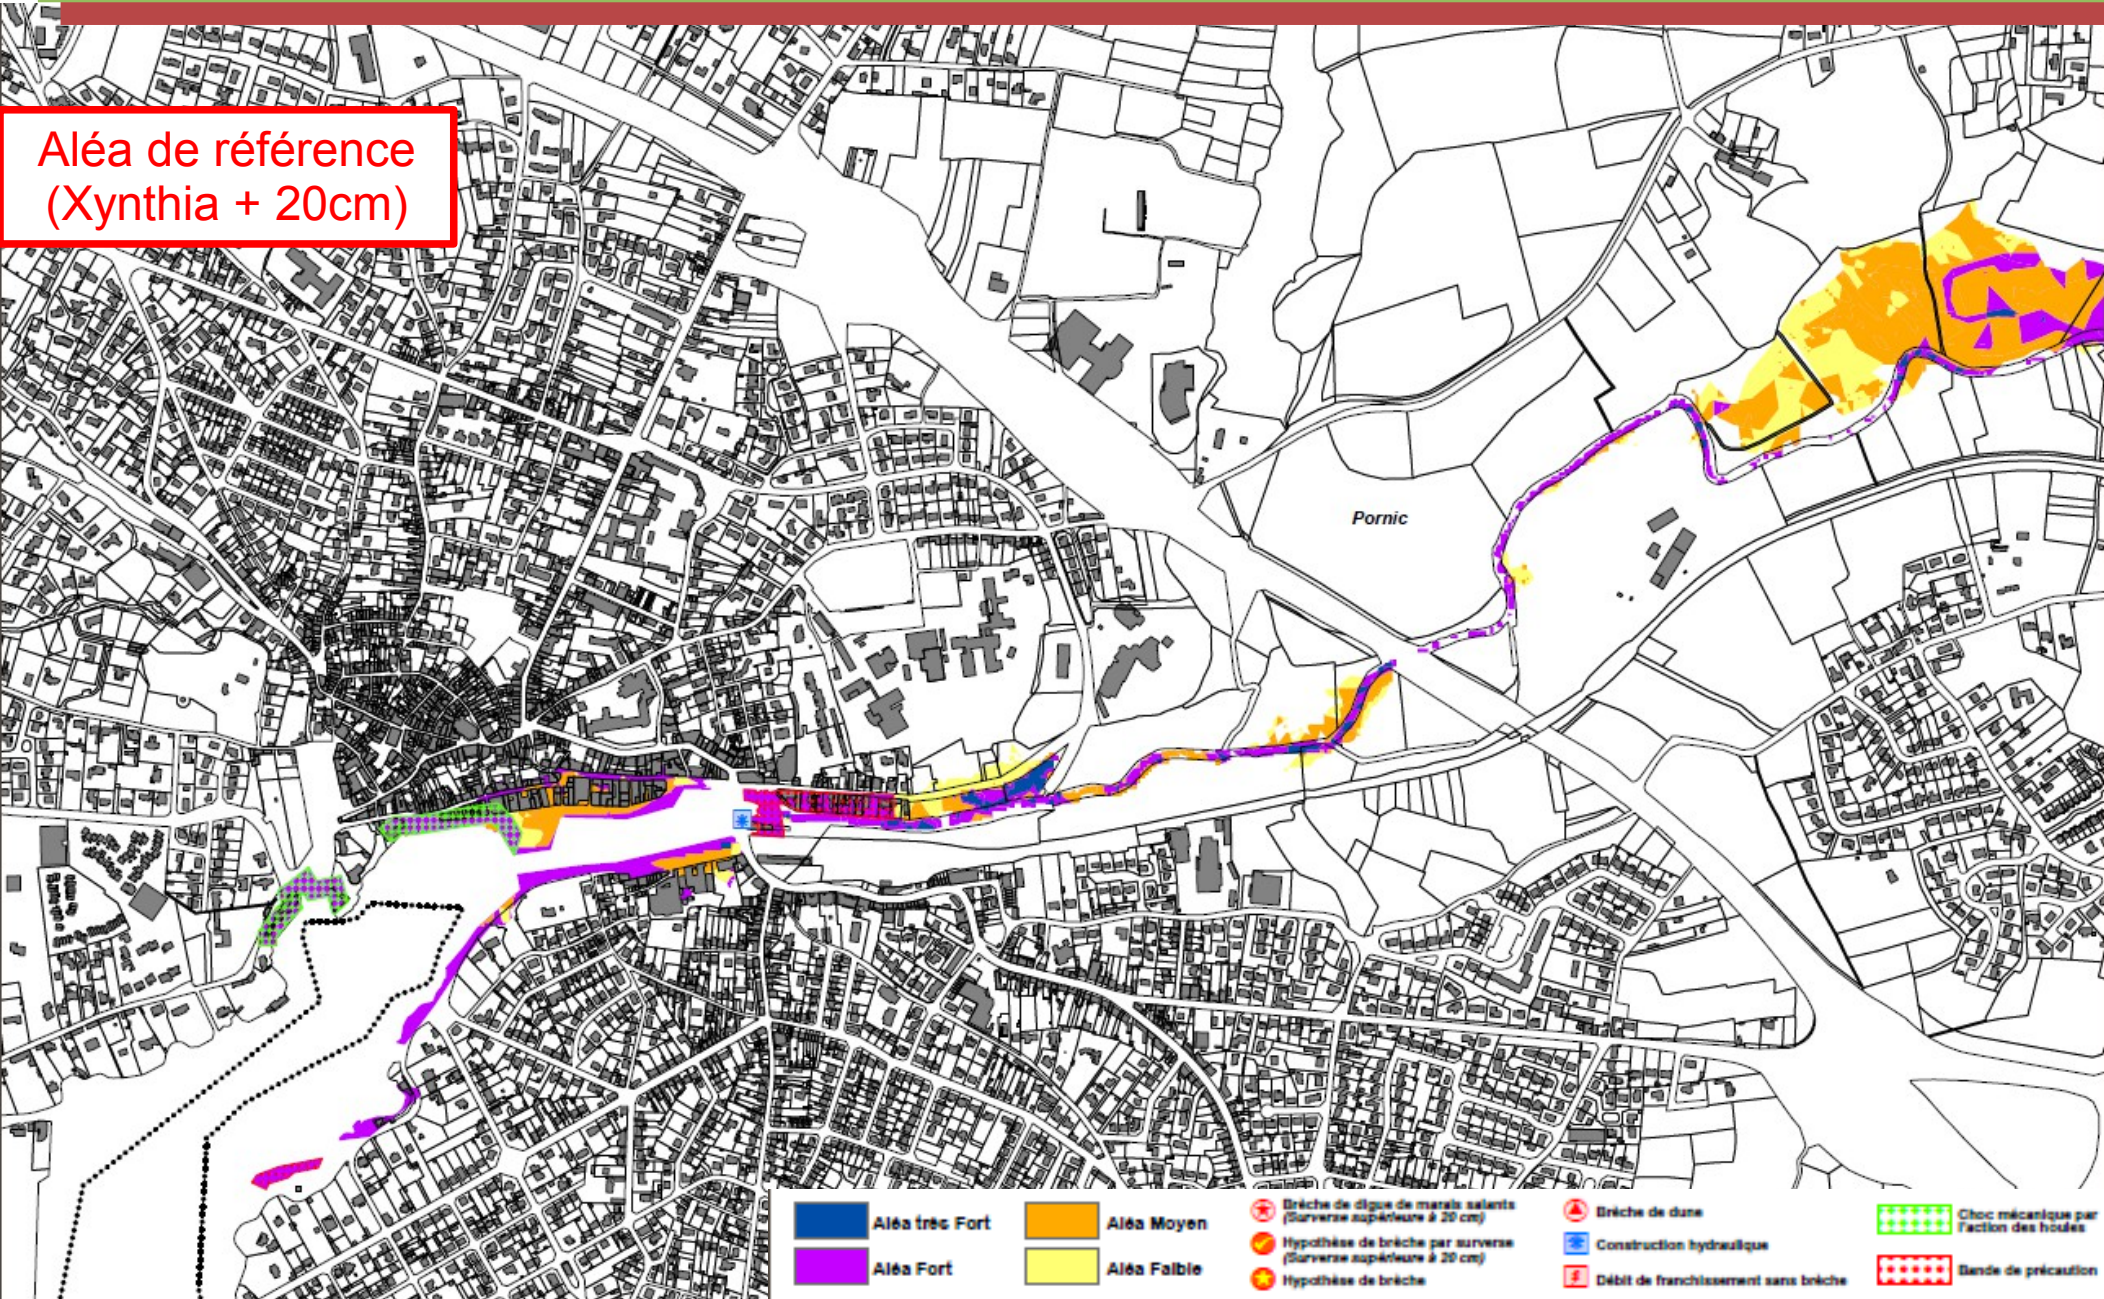 Aléa de référence
(Xynthia + 20cm)
Pornic
Aléa très Fort
Aléa Fort
Aléa Moyen
Aléa Faible
Brèche de digue de marais salants
(Surverse supérieure à 20 cm)
Hypothèse de brèche par surverse
(Surverse supérieure à 20 cm)
Hypothèse de brèche
Brèche de dune
Construction hydraulique
Débit de franchissement sans brèche
Choc mécanique par
l'action des houles
Bande de précaution